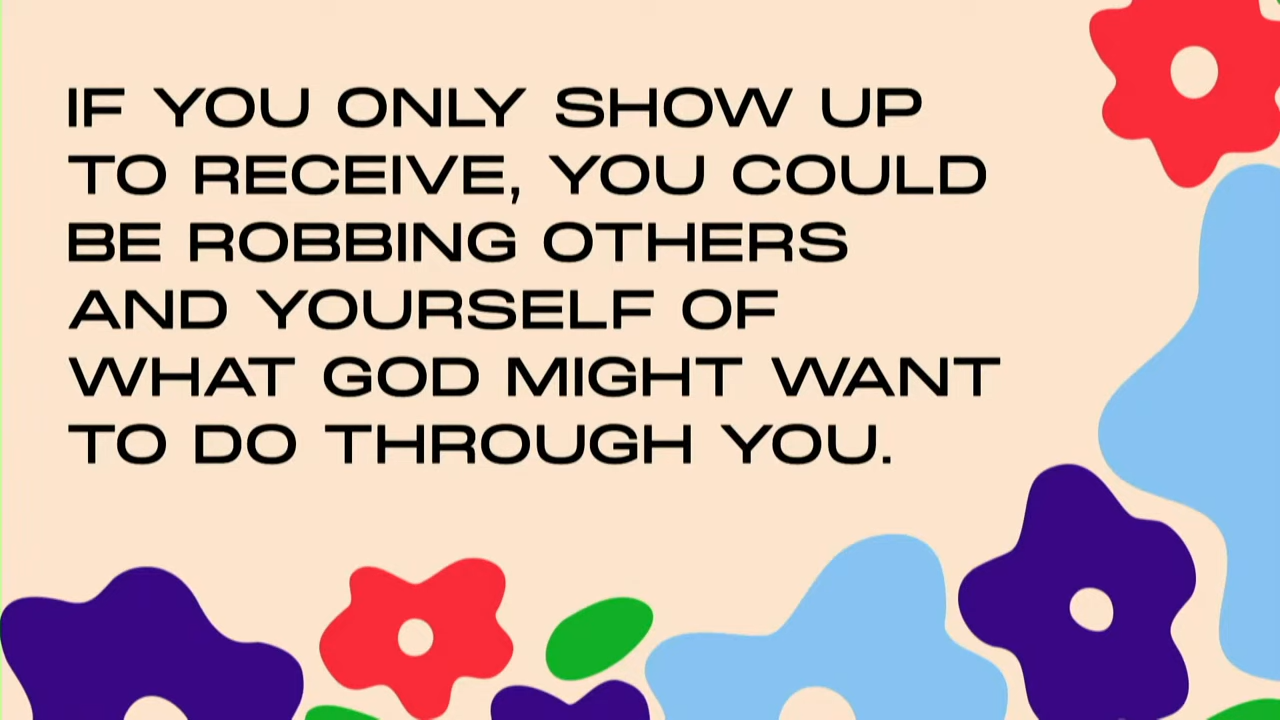 IF YOU ONLY SHOW UP
TO RECEIVE, YOU COULD
BE ROBBING OTHERS
AND YOURSELF OF
WHAT GOD MIGHT WANT
TO DO THROUGH YOU.